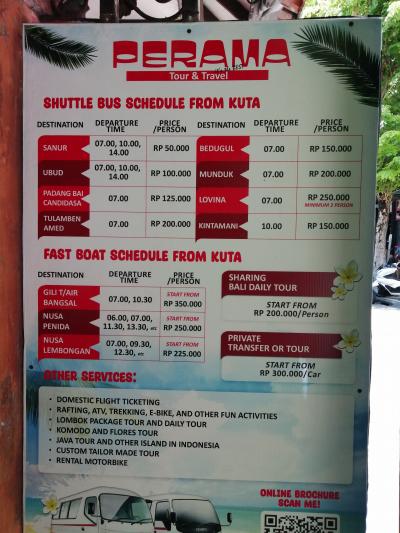 PERAMA
Tour & Travel
SHUTTLE BUS SCHEDULE FROM KUTA
DESTINATION DEPARTURE TIME PRICE /PERSON
SANUR 07.00, 10.00, 14.00 RP 50.000
UBUD 07.00, 10.00, 14.00 RP 100.000
PADANG BAI CANDIDASA 07.00 RP 125.000
TULAMBEN AMED 07.00 RP 200.000
DESTINATION DEPARTURE TIME PRICE /PERSON
BEDUGUL 07.00 RP 150.000
MUNDUK 07.00 RP 200.000
LOVINA 07.00 RP 250.000 MINIMUM 2 PERSON
KINTAMANI 10.00 RP 150.000
FAST BOAT SCHEDULE FROM KUTA
DESTINATION DEPARTURE TIME PRICE /PERSON
GILI T/AIR BANGSAL 07.00, 10.30 START FROM RP 350.000
NUSA PENIDA 06.00, 07.00, 11.30, 13.30, etc START FROM RP 250.000
NUSA LEMBONGAN 07.00, 09.30, 12.30, etc START FROM RP 225.000
SHARING
BALI DAILY TOUR
START FROM
RP 200.000/Person
PRIVATE
TRANSFER OR TOUR
START FROM
RP 300.000/Car
OTHER SERVICES:
• DOMESTIC FLIGHT TICKETING
• RAFTING, ATV, TREKKING, E-BIKE, AND OTHER FUN ACTIVITIES
• LOMBOK PACKAGE TOUR AND DAILY TOUR
• KOMODO AND FLORES TOUR
• JAVA TOUR AND OTHER ISLAND IN INDONESIA
• CUSTOM TAILOR MADE TOUR
• RENTAL MOTORBIKE
ONLINE BROCHURE
SCAN ME!